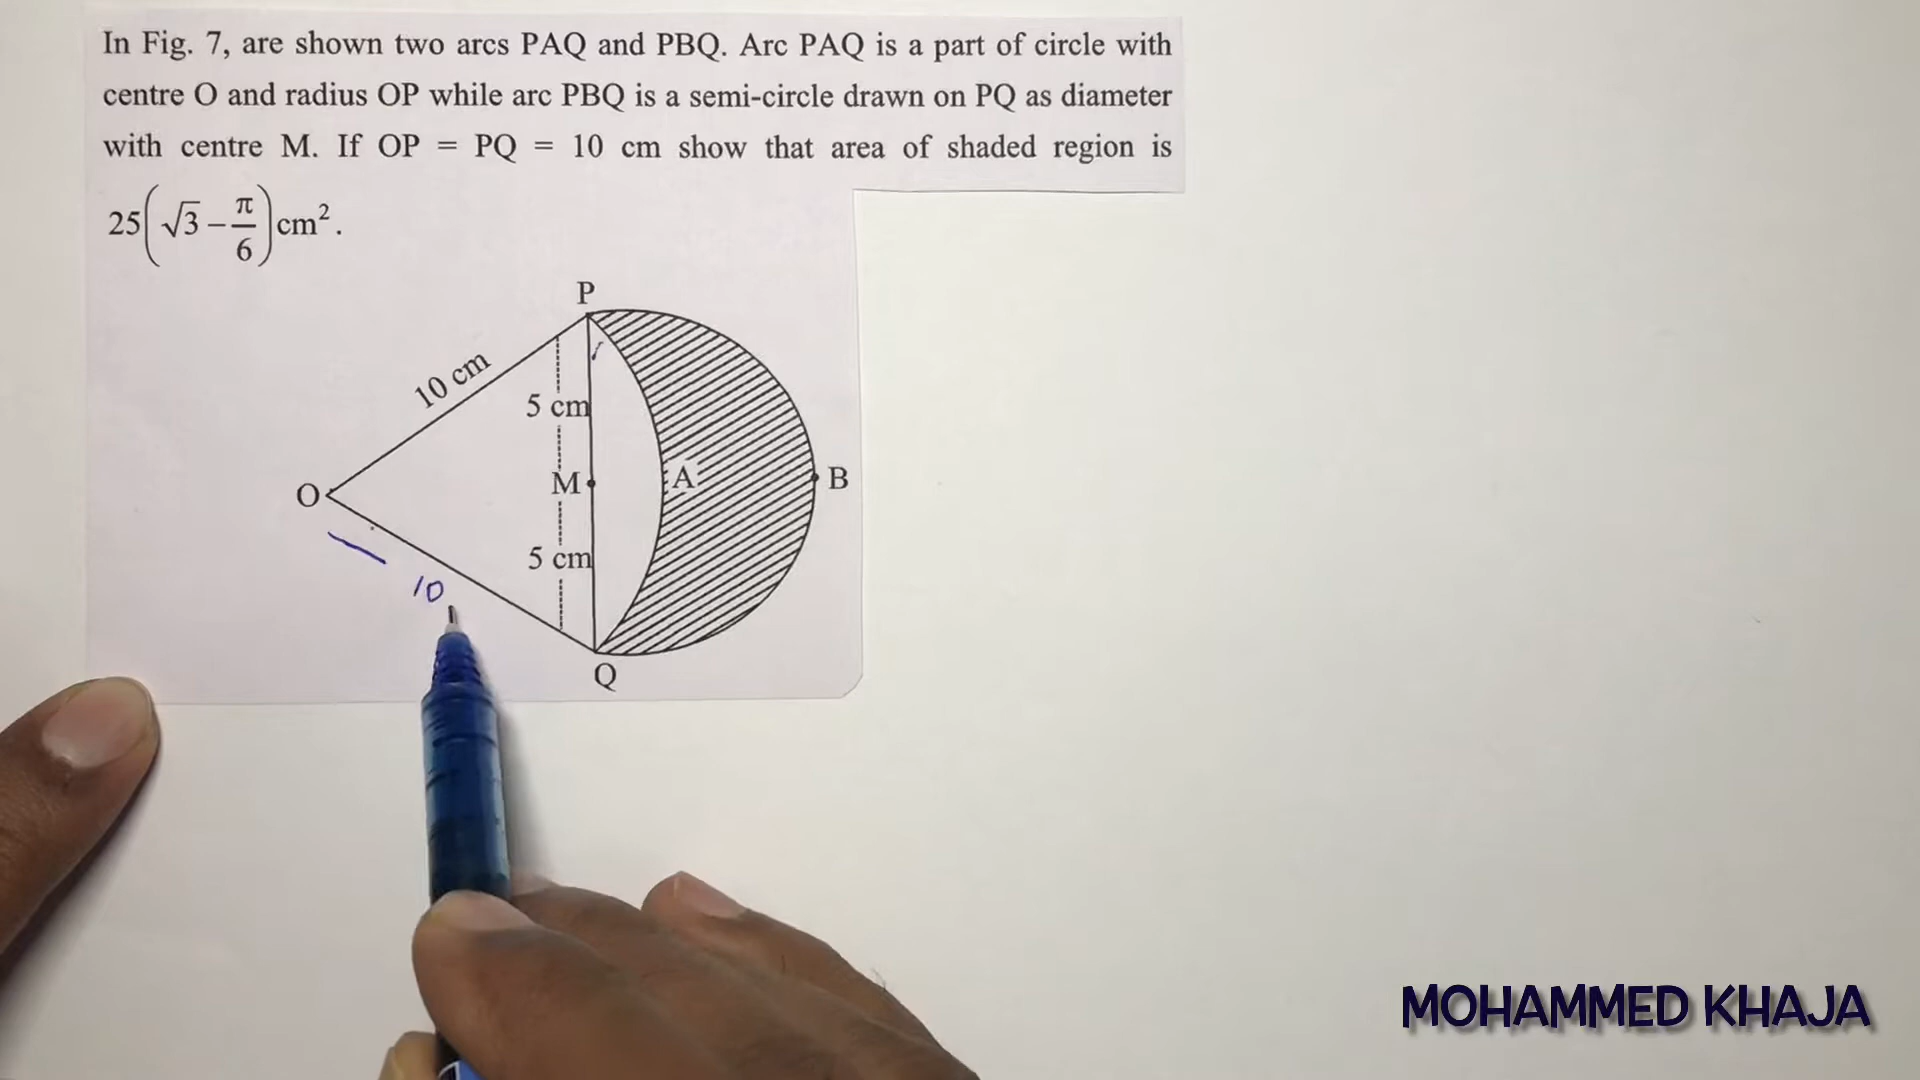 In Fig. 7, are shown two arcs PAQ and PBQ. Arc PAQ is a part of circle with
centre O and radius OP while arc PBQ is a semi-circle drawn on PQ as diameter
with centre M. If OP = PQ = 10 cm show that area of shaded region is
25(√3 − π/6) cm².
P
10 cm
5 cm
O
M
A
B
5 cm
10
Q
MOHAMMED KHAJA